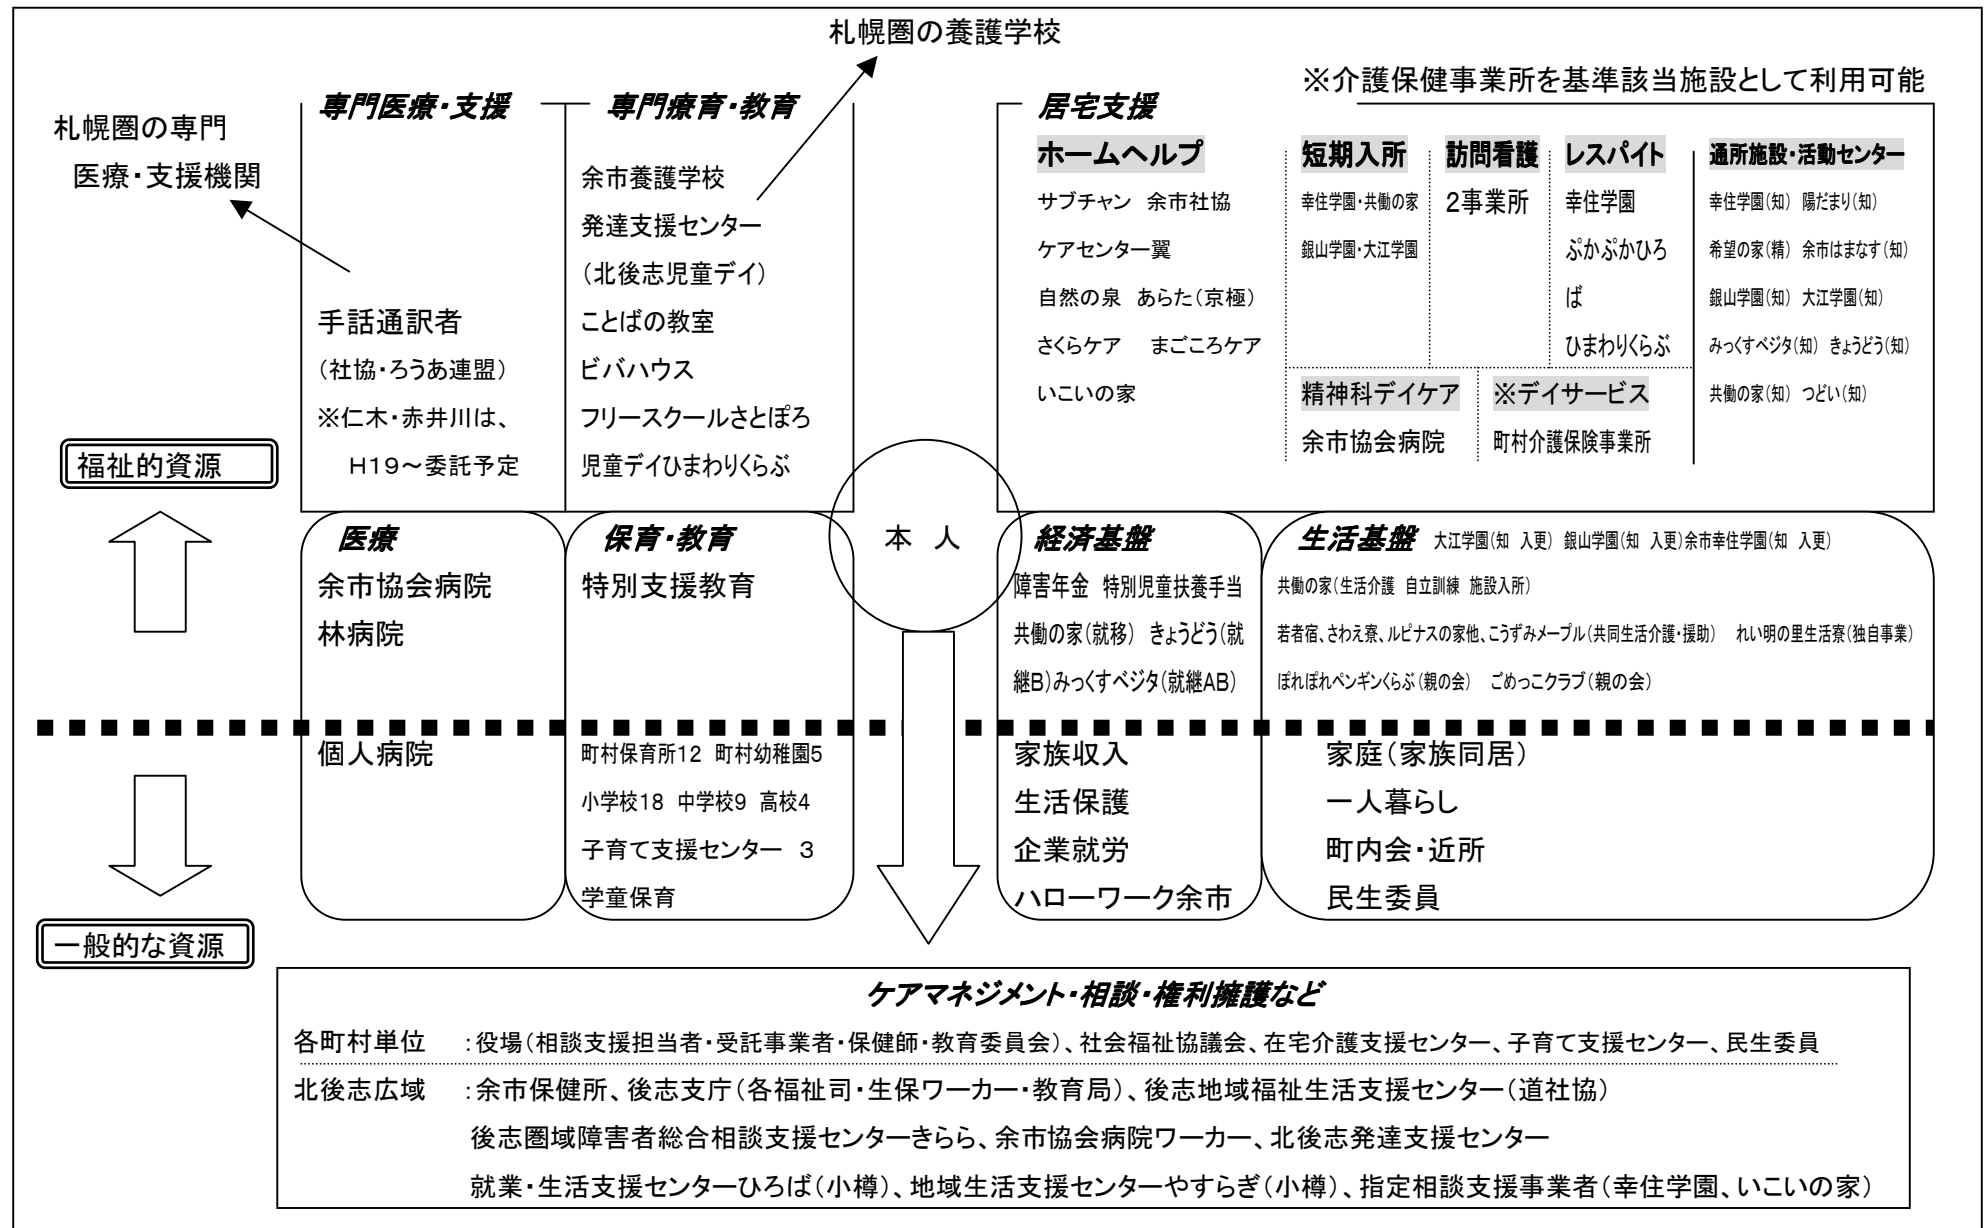 札幌圏の養護学校
※介護保健事業所を基準該当施設として利用可能
札幌圏の専門
医療・支援機関
専門医療・支援
手話通訳者
(社協・ろうあ連盟)
※仁木・赤井川は、
H19～委託予定
専門療育・教育
余市養護学校
発達支援センター
(北後志児童デイ)
ことばの教室
ビバハウス
フリースクールさとぽろ
児童デイひまわりくらぶ
居宅支援
ホームヘルプ
サブチャン 余市社協
ケアセンター翼
自然の泉 あらた(京極)
さくらケア まごころケア
いこいの家
短期入所
幸住学園・共働の家
銀山学園・大江学園
訪問看護
2事業所
レスパイト
幸住学園
ぷかぷかひろ
ば
ひまわりくらぶ
精神科デイケア
余市協会病院
※デイサービス
町村介護保険事業所
通所施設・活動センター
幸住学園(知) 陽だまり(知)
希望の家(精) 余市はまなす(知)
銀山学園(知) 大江学園(知)
みっくすベジタ(知) きょうどう(知)
共働の家(知) つどい(知)
福祉的資源
本 人
医療
余市協会病院
林病院
個人病院
保育・教育
特別支援教育
町村保育所12 町村幼稚園5
小学校18 中学校9 高校4
子育て支援センター 3
学童保育
経済基盤
障害年金 特別児童扶養手当
共働の家(就移) きょうどう(就
継B)みっくすベジタ(就継AB)
家族収入
生活保護
企業就労
ハローワーク余市
生活基盤 大江学園(知 入更) 銀山学園(知 入更)余市幸住学園(知 入更)
共働の家(生活介護 自立訓練 施設入所)
若者宿、さわえ寮、ルピナスの家他、こうずみメープル(共同生活介護・援助) れい明の里生活寮(独自事業)
ぽれぽれペンギンくらぶ(親の会) ごめっこクラブ(親の会)
家庭(家族同居)
一人暮らし
町内会・近所
民生委員
一般的な資源
ケアマネジメント・相談・権利擁護など
各町村単位 :役場(相談支援担当者・受託事業者・保健師・教育委員会)、社会福祉協議会、在宅介護支援センター、子育て支援センター、民生委員
北後志広域 :余市保健所、後志支庁(各福祉司・生保ワーカー・教育局)、後志地域福祉生活支援センター(道社協)
後志圏域障害者総合相談支援センターきらら、余市協会病院ワーカー、北後志発達支援センター
就業・生活支援センターひろば(小樽)、地域生活支援センターやすらぎ(小樽)、指定相談支援事業者(幸住学園、いこいの家)